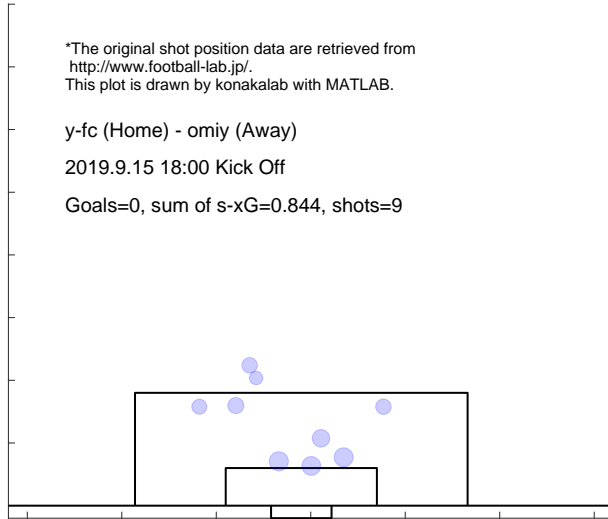 *The original shot position data are retrieved from
http://www.football-lab.jp/.
This plot is drawn by konakalab with MATLAB.
y-fc (Home) - omiy (Away)
2019.9.15 18:00 Kick Off
Goals=0, sum of s-xG=0.844, shots=9